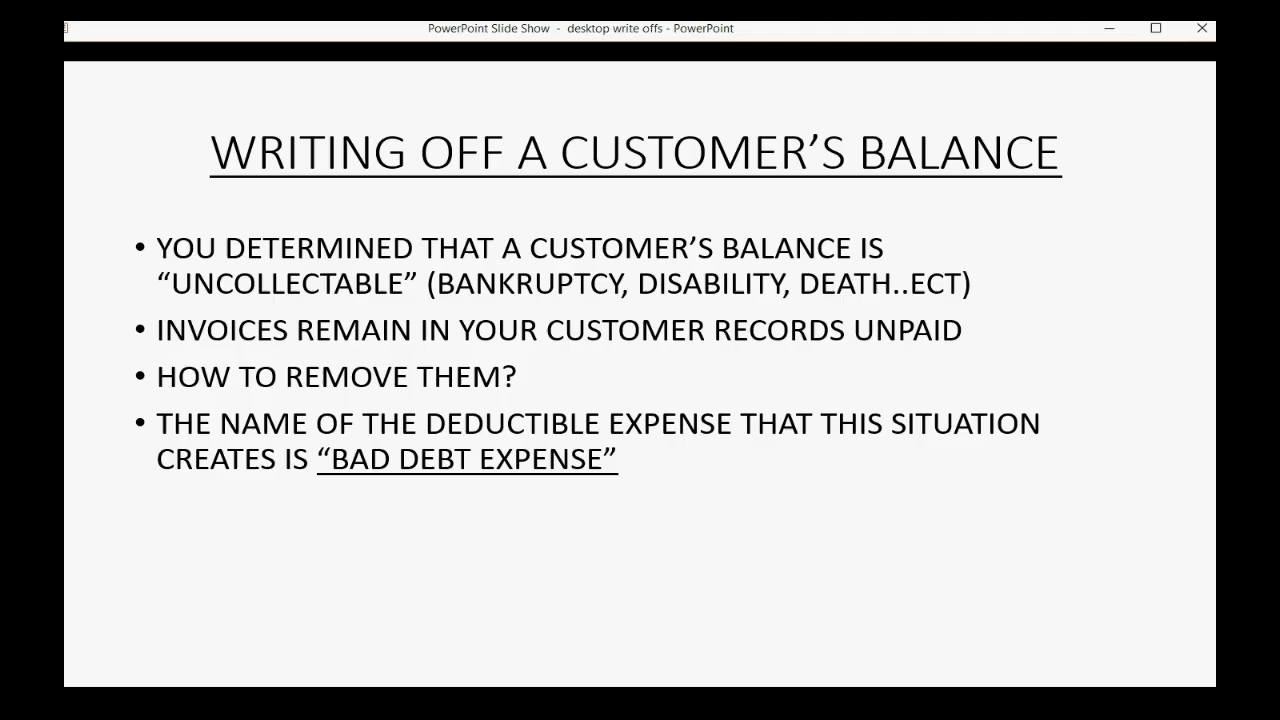 PowerPoint Slide Show - desktop write offs - PowerPoint
WRITING OFF A CUSTOMER’S BALANCE
• YOU DETERMINED THAT A CUSTOMER’S BALANCE IS
“UNCOLLECTABLE” (BANKRUPTCY, DISABILITY, DEATH..ECT)
• INVOICES REMAIN IN YOUR CUSTOMER RECORDS UNPAID
• HOW TO REMOVE THEM?
• THE NAME OF THE DEDUCTIBLE EXPENSE THAT THIS SITUATION
CREATES IS “BAD DEBT EXPENSE”